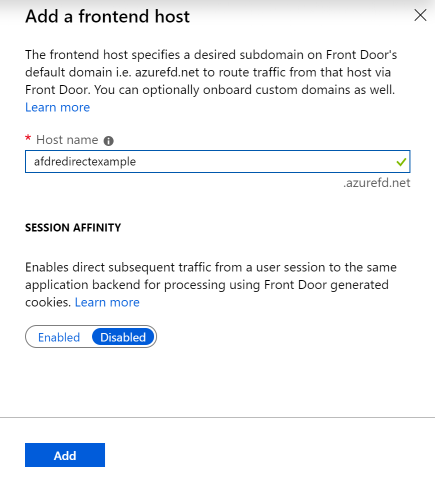 Add a frontend host
The frontend host specifies a desired subdomain on Front Door's
default domain i.e. azurefd.net to route traffic from that host via
Front Door. You can optionally onboard custom domains as well.
Learn more
* Host name
afdredirectexample
.azurefd.net
SESSION AFFINITY
Enables direct subsequent traffic from a user session to the same
application backend for processing using Front Door generated
cookies. Learn more
Enabled Disabled
Add